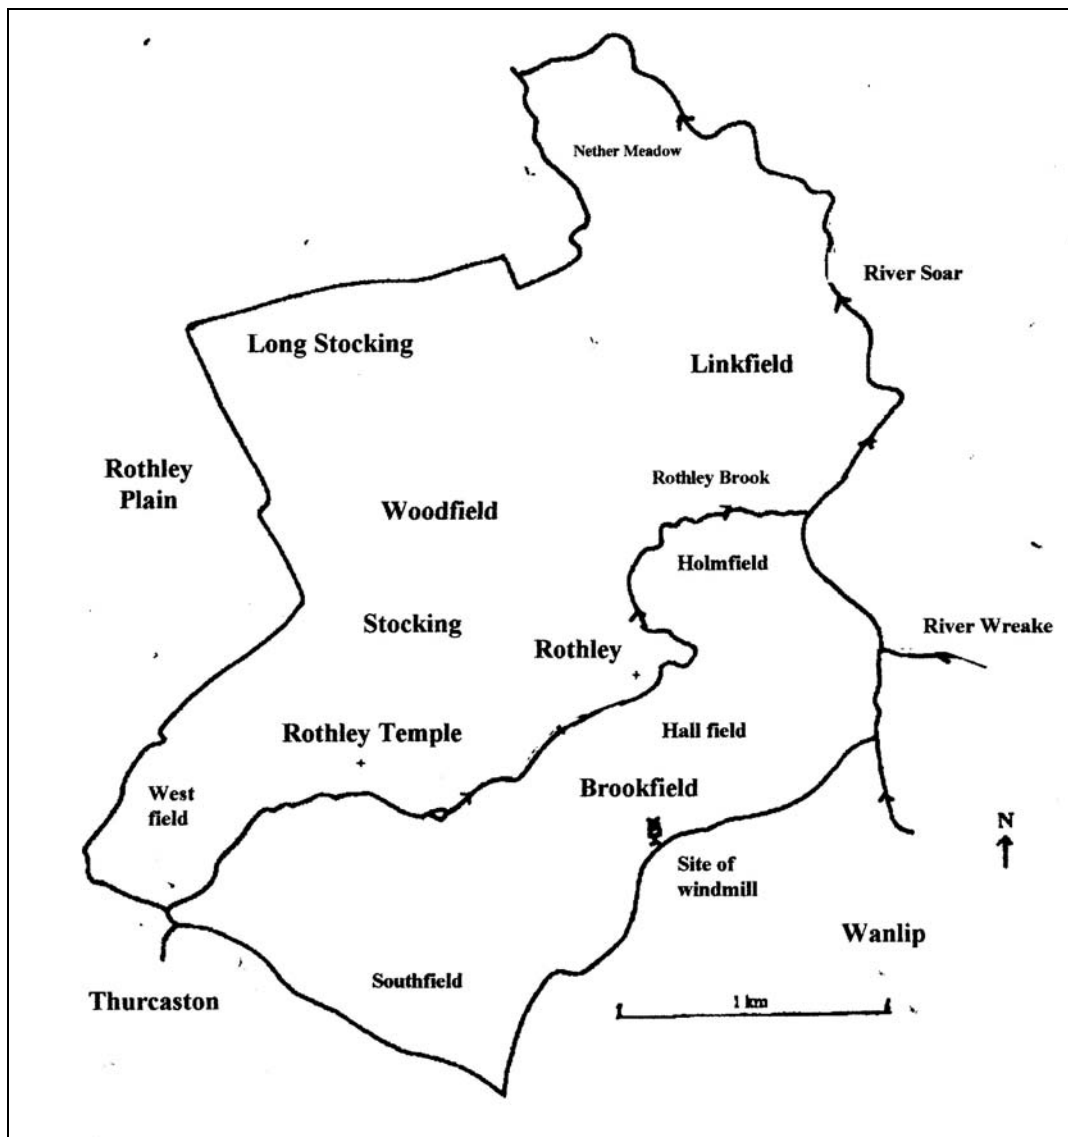 Nether Meadow
River Soar
Long Stocking
Linkfield
Rothley
Plain
Rothley Brook
Woodfield
Holmfield
Stocking
River Wreake
Rothley
Rothley Temple
Hall field
West
field
Brookfield
N
Site of
windmill
Wanlip
Southfield
Thurcaston
1 km